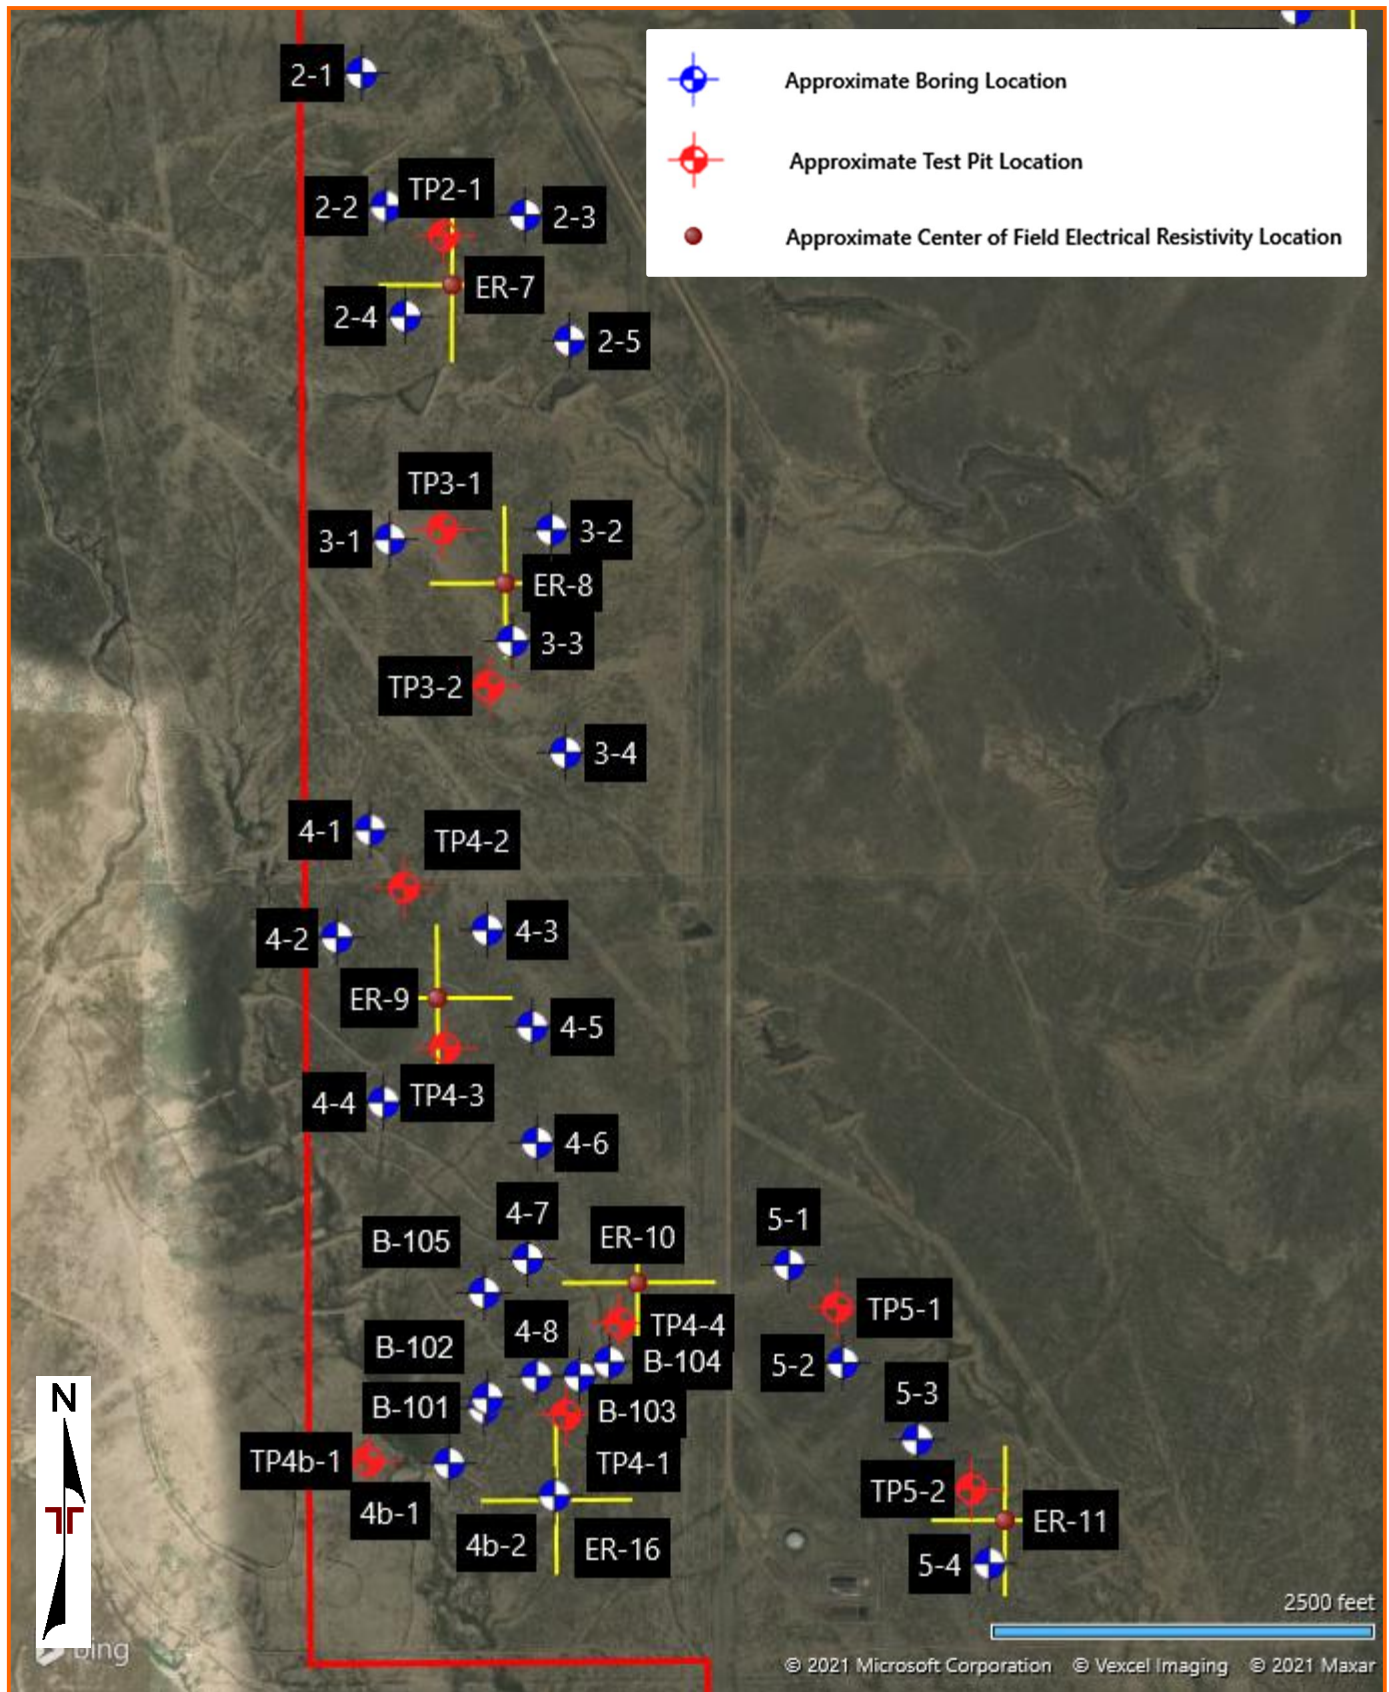 Approximate Boring Location
Approximate Test Pit Location
Approximate Center of Field Electrical Resistivity Location
2-1
TP2-1
2-2
2-3
ER-7
2-4
2-5
TP3-1
3-1
3-2
ER-8
3-3
TP3-2
3-4
4-1
TP4-2
4-2
4-3
ER-9
4-5
4-4
TP4-3
4-6
4-7
5-1
B-105
ER-10
TP5-1
4-8
TP4-4
B-102
B-104
5-2
5-3
B-101
B-103
TP4b-1
TP4-1
TP5-2
4b-1
ER-11
4b-2
ER-16
5-4
N
2500 feet
bing
© 2021 Microsoft Corporation © Vexcel Imaging © 2021 Maxar